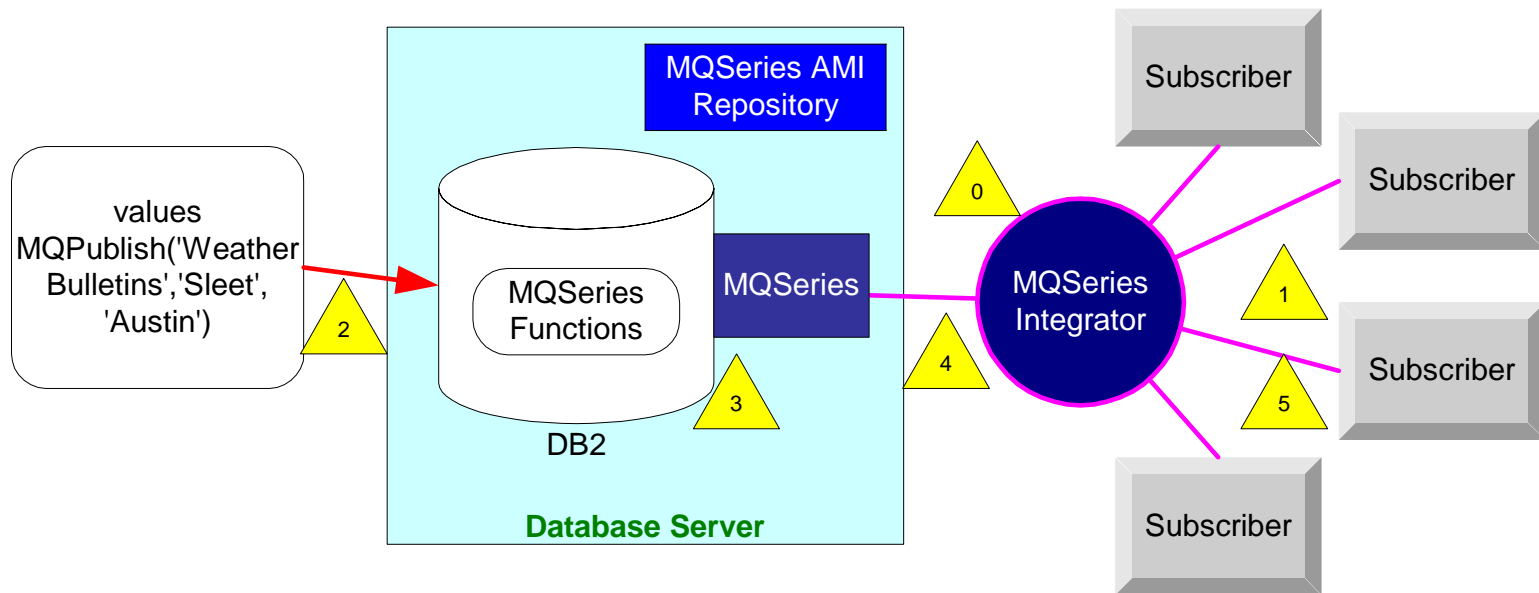 MQSeries AMI
Repository
values
MQPublish('Weather
Bulletins','Sleet',
'Austin')
2
MQSeries
Functions
DB2
3
MQSeries
Database Server
0
4
MQSeries
Integrator
1
5
Subscriber
Subscriber
Subscriber
Subscriber